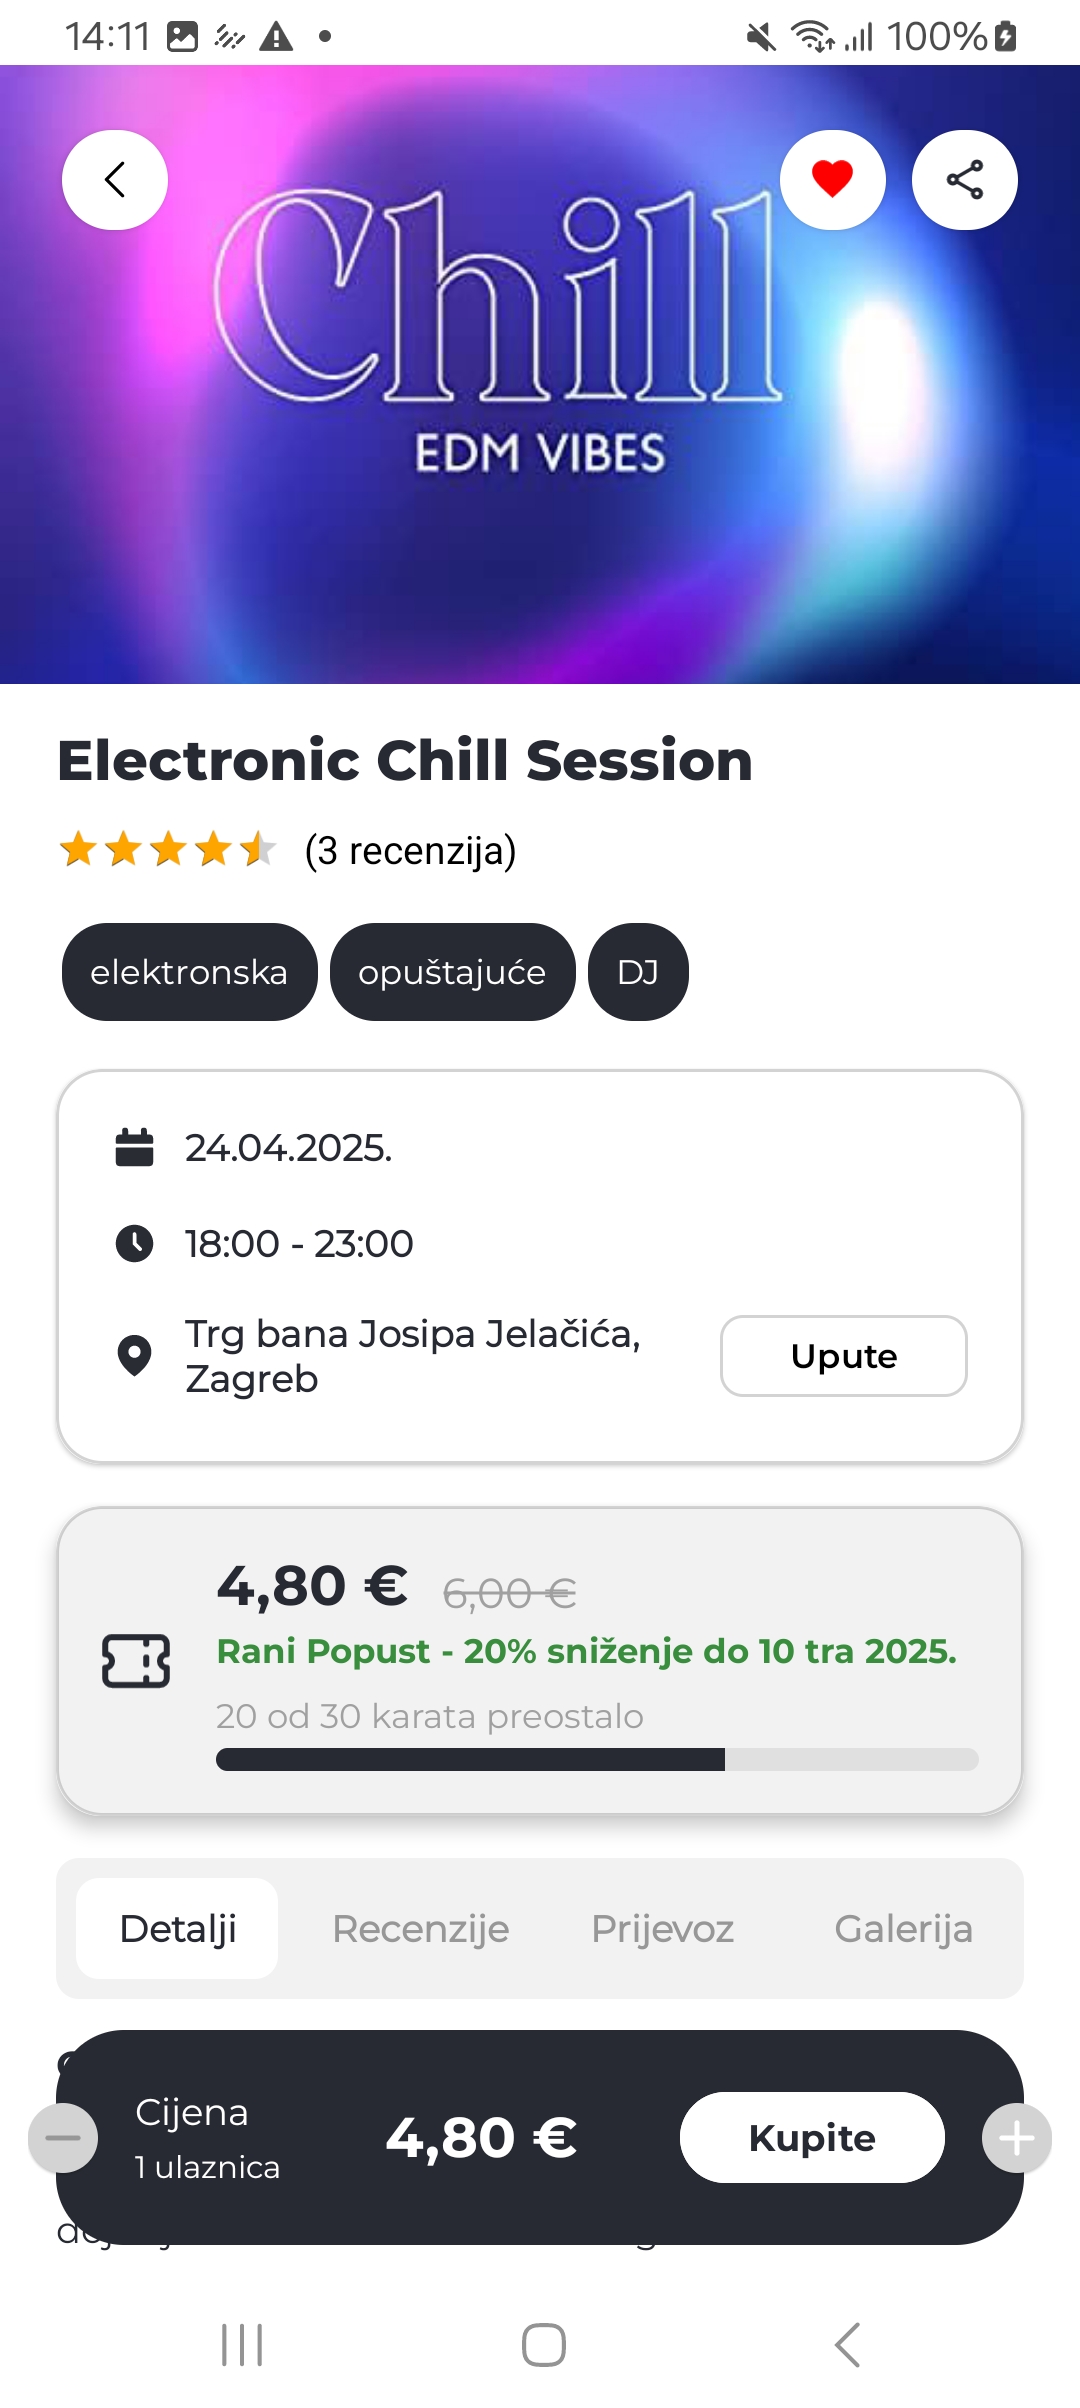 14:11
100%
Chill
EDM VIBES
Electronic Chill Session
(3 recenzija)
elektronska
opuštajuće
DJ
24.04.2025.
18:00 - 23:00
Trg bana Josipa Jelačića,
Zagreb
Upute
4,80 € 6,00 €
Rani Popust - 20% sniženje do 10 tra 2025.
20 od 30 karata preostalo
Detalji
Recenzije
Prijevoz
Galerija
Cijena
1 ulaznica
4,80 €
Kupite